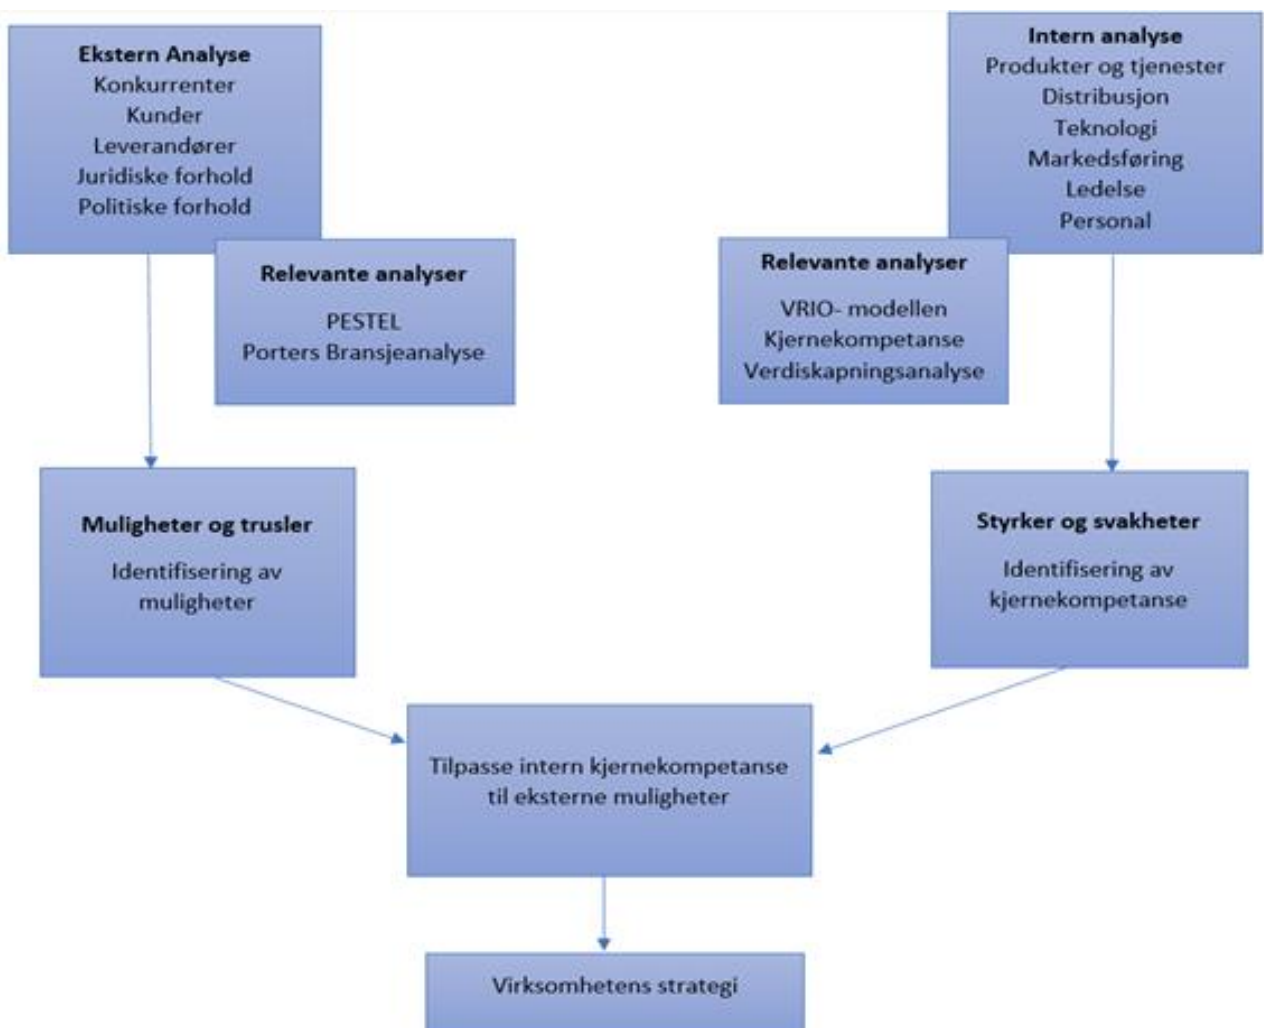 Ekstern Analyse
Konkurrenter
Kunder
Leverandører
Juridiske forhold
Politiske forhold
Relevante analyser
PESTEL
Porters Bransjeanalyse
Intern analyse
Produkter og tjenester
Distribusjon
Teknologi
Markedsføring
Ledelse
Personal
Relevante analyser
VRIO- modellen
Kjernekompetanse
Verdiskapningsanalyse
Muligheter og trusler
Identifisering av
muligheter
Styrker og svakheter
Identifisering av
kjernekompetanse
Tilpasse intern kjernekompetanse
til eksterne muligheter
Virksomhetens strategi